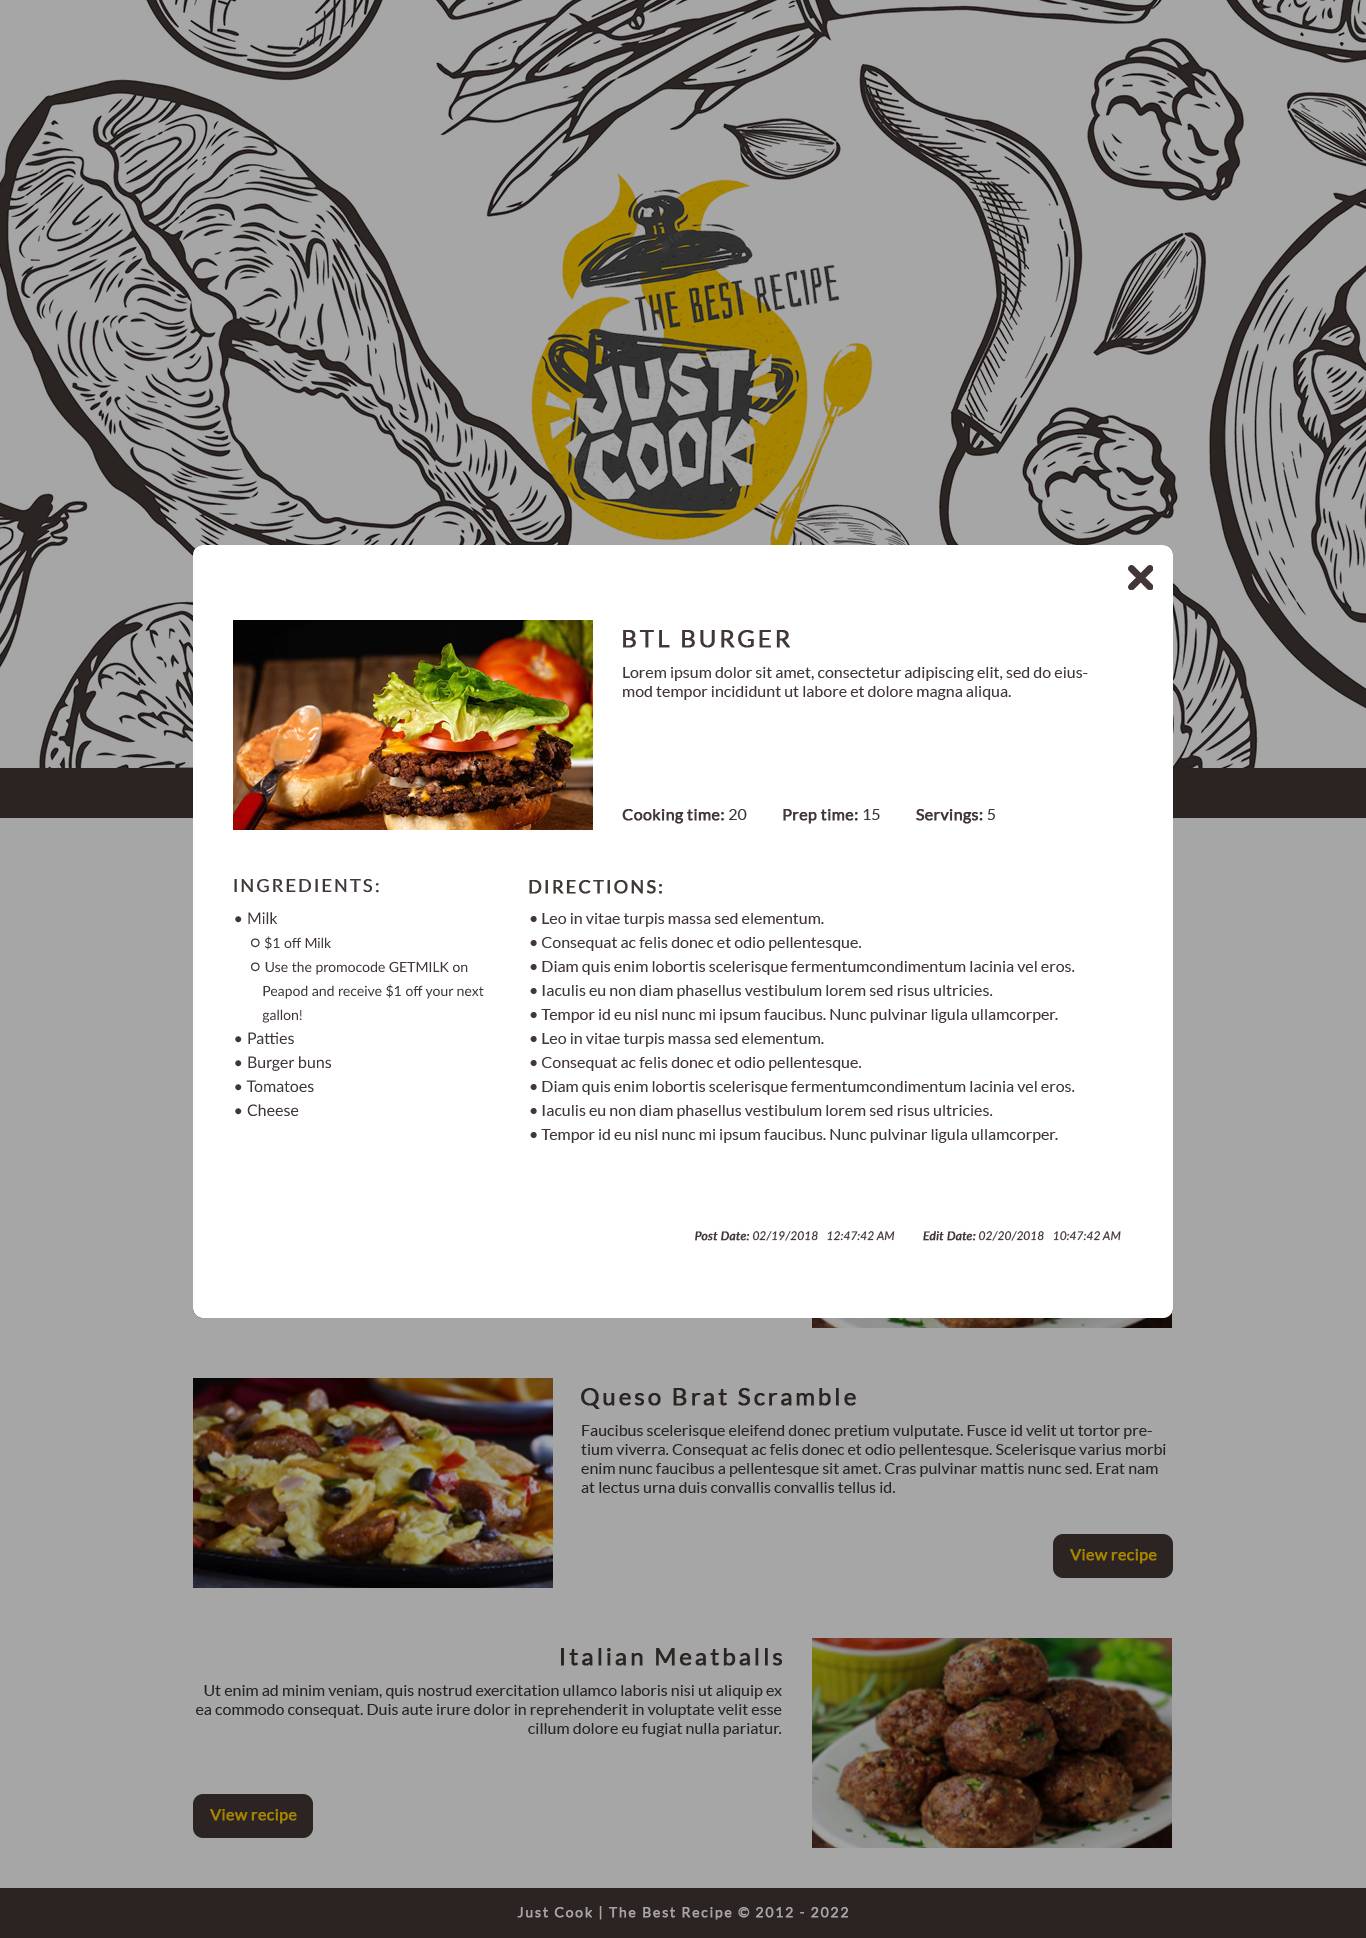 THE BEST RECIPE
JUST
COOK
BTL BURGER
Lorem ipsum dolor sit amet, consectetur adipiscing elit, sed do eius-
mod tempor incididunt ut labore et dolore magna aliqua.
Cooking time: 20 Prep time: 15 Servings: 5
INGREDIENTS:
• Milk
○ $1 off Milk
○ Use the promocode GETMILK on
Peapod and receive $1 off your next
gallon!
• Patties
• Burger buns
• Tomatoes
• Cheese
DIRECTIONS:
• Leo in vitae turpis massa sed elementum.
• Consequat ac felis donec et odio pellentesque.
• Diam quis enim lobortis scelerisque fermentumcondimentum lacinia vel eros.
• Iaculis eu non diam phasellus vestibulum lorem sed risus ultricies.
• Tempor id eu nisl nunc mi ipsum faucibus. Nunc pulvinar ligula ullamcorper.
• Leo in vitae turpis massa sed elementum.
• Consequat ac felis donec et odio pellentesque.
• Diam quis enim lobortis scelerisque fermentumcondimentum lacinia vel eros.
• Iaculis eu non diam phasellus vestibulum lorem sed risus ultricies.
• Tempor id eu nisl nunc mi ipsum faucibus. Nunc pulvinar ligula ullamcorper.
Post Date: 02/19/2018 12:47:42 AM Edit Date: 02/20/2018 10:47:42 AM
Queso Brat Scramble
Faucibus scelerisque eleifend donec pretium vulputate. Fusce id velit ut tortor pre-
tium viverra. Consequat ac felis donec et odio pellentesque. Scelerisque varius morbi
enim nunc faucibus a pellentesque sit amet. Cras pulvinar mattis nunc sed. Erat nam
at lectus urna duis convallis convallis tellus id.
View recipe
Italian Meatballs
Ut enim ad minim veniam, quis nostrud exercitation ullamco laboris nisi ut aliquip ex
ea commodo consequat. Duis aute irure dolor in reprehenderit in voluptate velit esse
cillum dolore eu fugiat nulla pariatur.
View recipe
Just Cook | The Best Recipe © 2012 - 2022